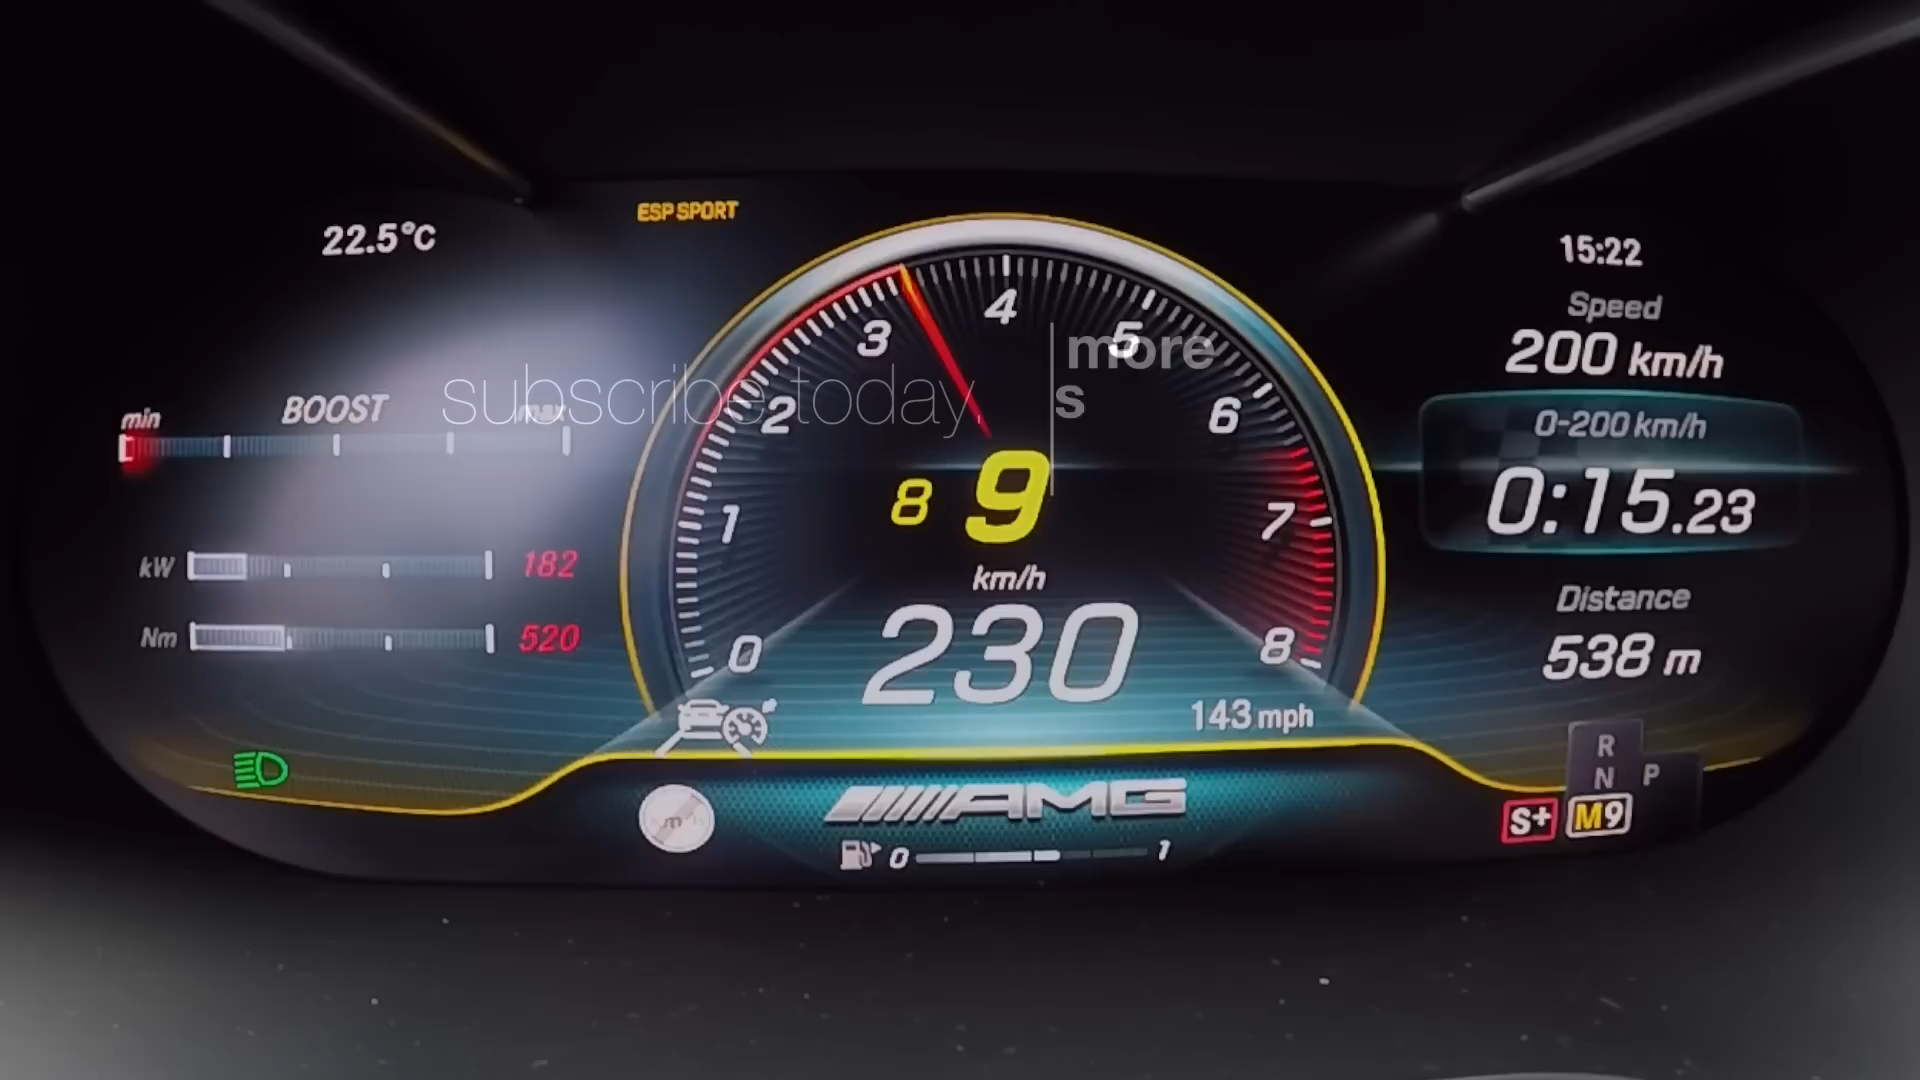 ESP SPORT
22.5°C
15:22
Speed
200 km/h
0-200 km/h
0:15.23
Distance
538 m
min
BOOST
max
kW
182
Nm
520
subscribe today.
more
s
0
1
2
3
4
5
6
7
8
8 9
km/h
230
143 mph
AMG
0
1
R
N
P
S+
M9